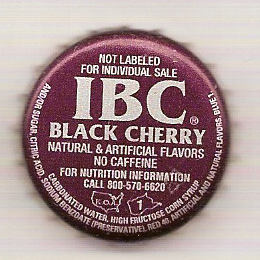 NOT LABELED
FOR INDIVIDUAL SALE
IBC®
BLACK CHERRY
NATURAL & ARTIFICIAL FLAVORS
NO CAFFEINE
FOR NUTRITION INFORMATION
CALL 800-570-6620
CARBONATED WATER, HIGH FRUCTOSE CORN SYRUP
AND/OR SUGAR, CITRIC ACID, SODIUM BENZOATE (PRESERVATIVE), RED 40, ARTIFICIAL AND NATURAL FLAVORS, BLUE 1.